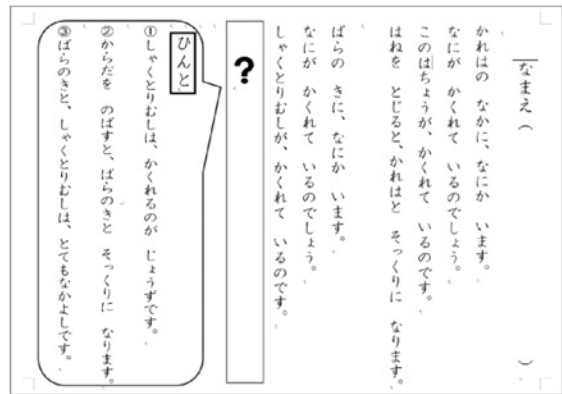 なまえ（　　　）
かれはの なかに、なにか います。
なにが かくれて いるのでしょう。
このはちょうが、かくれて いるのです。
はねを とじると、かれはと そっくりに なります。
ばらの きに、なにか います。
なにが かくれて いるのでしょう。
しゃくとりむしが、かくれて いるのです。
?
ひんと
①しゃくとりむしは、かくれるのが じょうずです。
②からだを のばすと、ばらのきと そっくりに なります。
③ばらのきと、しゃくとりむしは、とてもなかよしです。